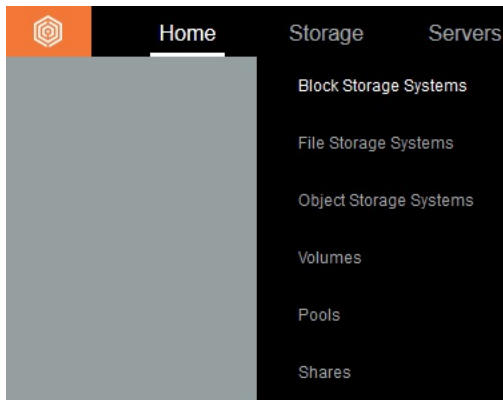 Home Storage Servers
Block Storage Systems
File Storage Systems
Object Storage Systems
Volumes
Pools
Shares